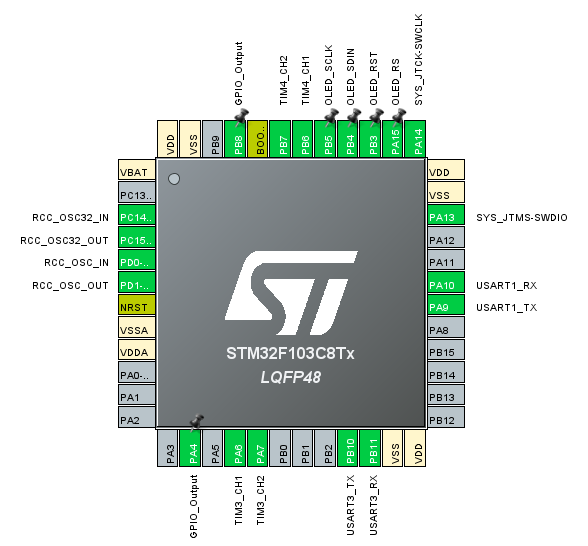 GPIO_Output
TIM4_CH2
TIM4_CH1
OLED_SCLK
OLED_SDIN
OLED_RST
OLED_RS
SYS_JTCK-SWCLK
VDD
VSS
PB9
PB8
BOO..
PB7
PB6
PB5
PB4
PB3
PA15
PA14
VBAT
PC13..
RCC_OSC32_IN PC14..
RCC_OSC32_OUT PC15..
RCC_OSC_IN PD0-..
RCC_OSC_OUT PD1-..
NRST
VSSA
VDDA
PA0-..
PA1
PA2
VDD
VSS
PA13 SYS_JTMS-SWDIO
PA12
PA11
PA10 USART1_RX
PA9 USART1_TX
PA8
PB15
PB14
PB13
PB12
ST
STM32F103C8Tx
LQFP48
PA3
PA4
PA5
PA6
PA7
PB0
PB1
PB2
PB10
PB11
VSS
VDD
GPIO_Output
TIM3_CH1
TIM3_CH2
USART3_TX
USART3_RX